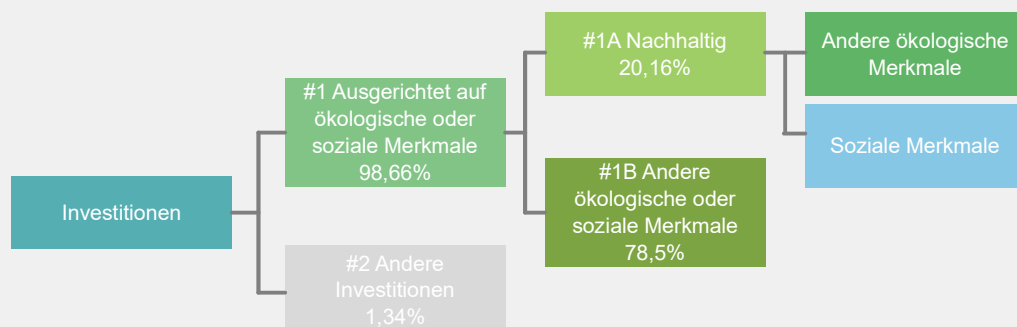 Investitionen
#1 Ausgerichtet auf
ökologische oder
soziale Merkmale
98,66%
#2 Andere
Investitionen
1,34%
#1A Nachhaltig
20,16%
#1B Andere
ökologische oder
soziale Merkmale
78,5%
Andere ökologische
Merkmale
Soziale Merkmale